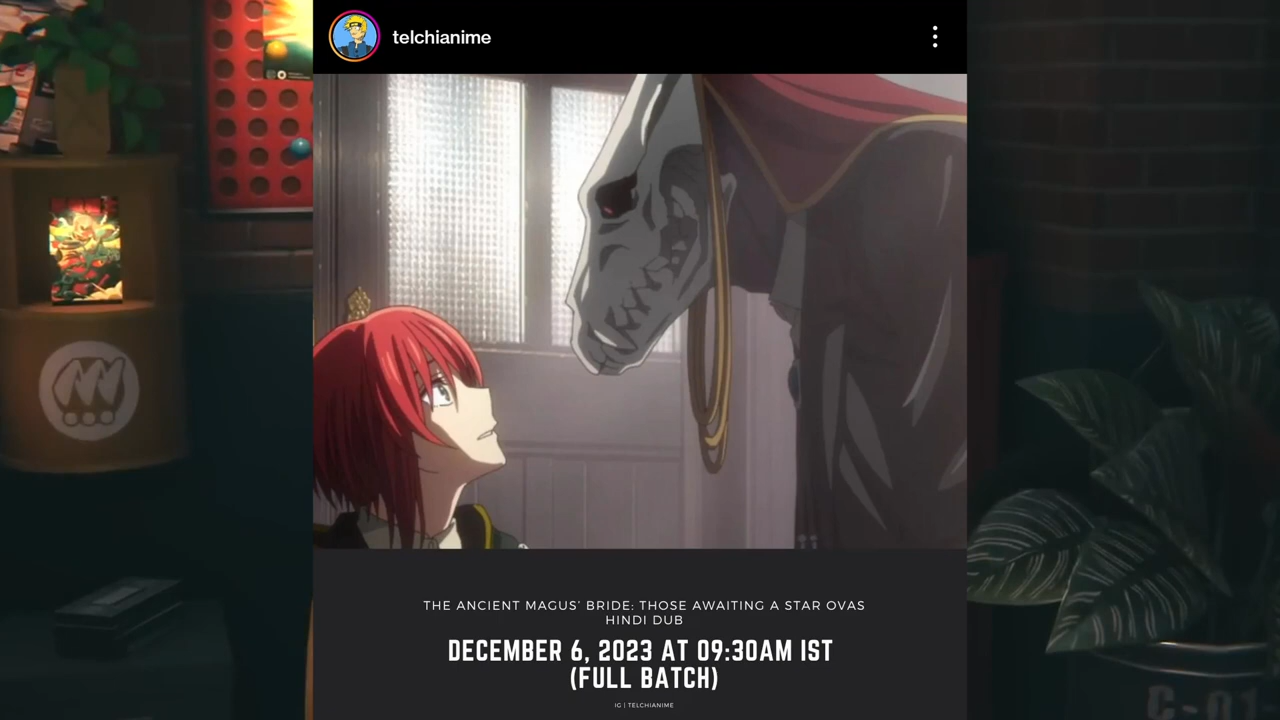 telchianime
THE ANCIENT MAGUS' BRIDE: THOSE AWAITING A STAR OVAS
HINDI DUB
DECEMBER 6, 2023 AT 09:30AM IST
(FULL BATCH)
IG | TELCHIANIME
C-01-